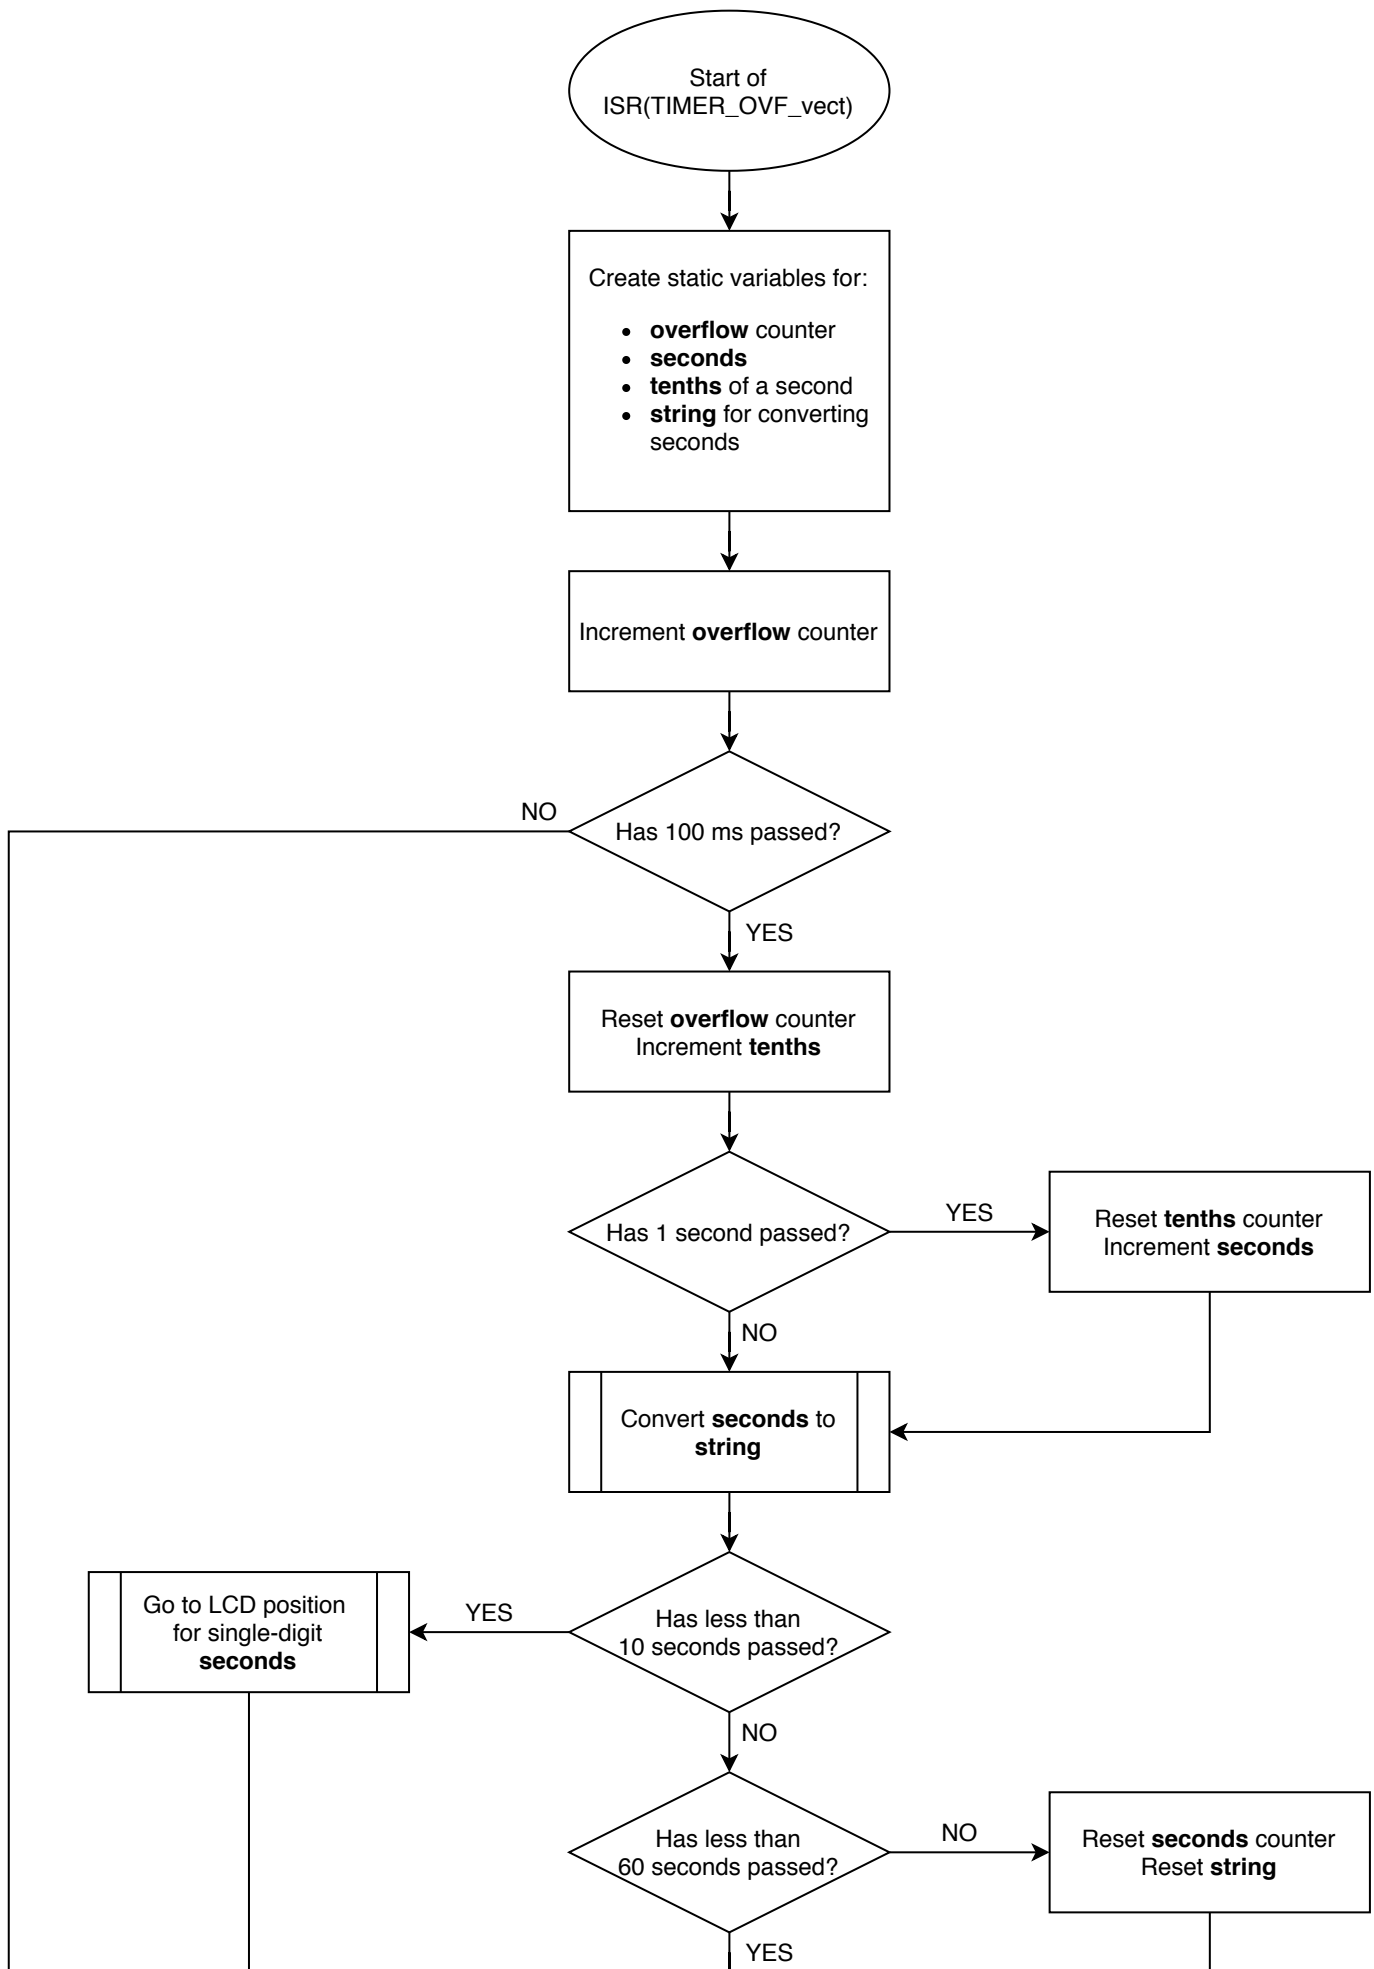 Start of
ISR(TIMER_OVF_vect)
Create static variables for:
• overflow counter
• seconds
• tenths of a second
• string for converting
seconds
Increment overflow counter
NO
Has 100 ms passed?
YES
Reset overflow counter
Increment tenths
Has 1 second passed?
YES
Reset tenths counter
Increment seconds
NO
Convert seconds to
string
Go to LCD position
for single-digit
seconds
YES
Has less than
10 seconds passed?
NO
Has less than
60 seconds passed?
NO
Reset seconds counter
Reset string
YES